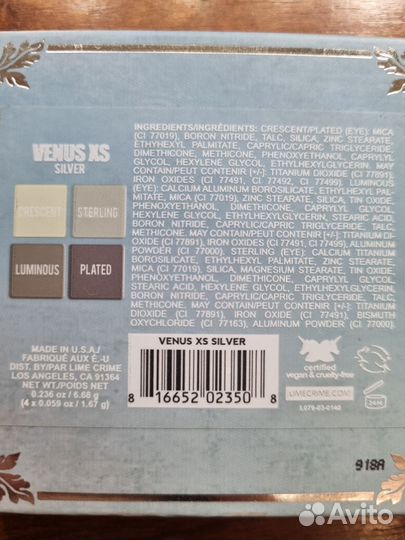 VENUS XS
SILVER
CRESCENT
STERLING
LUMINOUS
PLATED
INGREDIENTS/INGRÉDIENTS: CRESCENT/PLATED (EYE): MICA
(CI 77019), BORON NITRIDE, TALC, SILICA, ZINC STEARATE,
ETHYHEXYL PALMITATE, CAPRYLIC/CAPRIC TRIGLYCERIDE
DIMETHICONE, METHICONE, PHENOXYETHANOL, CAPRYLYL
GLYCOL, HEXYLENE GLYCOL, ETHYLHEXYLGLYCERIN. MAY
CONTAIN/PEUT CONTENIR [+/-]: TITANIUM DIOXIDE (CI 77891),
IRON OXIDES (CI 77491, CI 77492, CI 77499). LUMINOUS
(EYE): CALCIUM ALUMINUM BOROSILICATE, ETHYLHEXYL PAL-
MITATE, MICA (CI 77019), ZINC STEARATE, SILICA, TIN OXIDE,
PHENOXYETHANOL, DIMETHICONE, CAPRYLYL GLYCOL,
HEXYLENE GLYCOL, ETHYLHEXYLGLYCERIN, STEARIC ACID,
BORON NITRIDE, CAPRYLIC/CAPRIC TRIGLYCERIDE, TALC,
METHICONE. MAY CONTAIN/PEUT CONTENIR [+/-]: TITANIUM DIOXIDE
(CI 77891), IRON OXIDES (CI 77491, CI 77499), ALUMINUM
POWDER (CI 77000). STERLING (EYE): CALCIUM TITANIUM
BOROSILICATE, ETHYLHEXYL PALMITATE, ZINC STEARATE,
MICA (CI 77019), SILICA, MAGNESIUM STEARATE, TIN OXIDE,
PHENOXYETHANOL, DIMETHICONE, CAPRYLYL GLYCOL,
STEARIC ACID, HEXYLENE GLYCOL, ETHYLHEXYLGLYCERIN,
BORON NITRIDE, CAPRYLIC/CAPRIC TRIGLYCERIDE, TALC,
METHICONE, MAY CONTAIN/PEUT CONTENIR [+/-]: TITANIUM
DIOXIDE (CI 77891), IRON OXIDES (CI 77491), BISMUTH
OXYCHLORIDE (CI 77163), ALUMINUM POWDER (CI 77000).
MADE IN U.S.A./
FABRIQUÉ AUX É.-U
DIST. BY/PAR LIME CRIME
LOS ANGELES, CA 91364
NET WT/POIDS NET
0.236 oz / 6.68 g
(4 x 0.059 oz / 1.67 g)
VENUS XS SILVER
8 16652 02350 8
certified
vegan & cruelty-free
LIMECRIME.COM
L079-03-0140
24M
918A
Avito